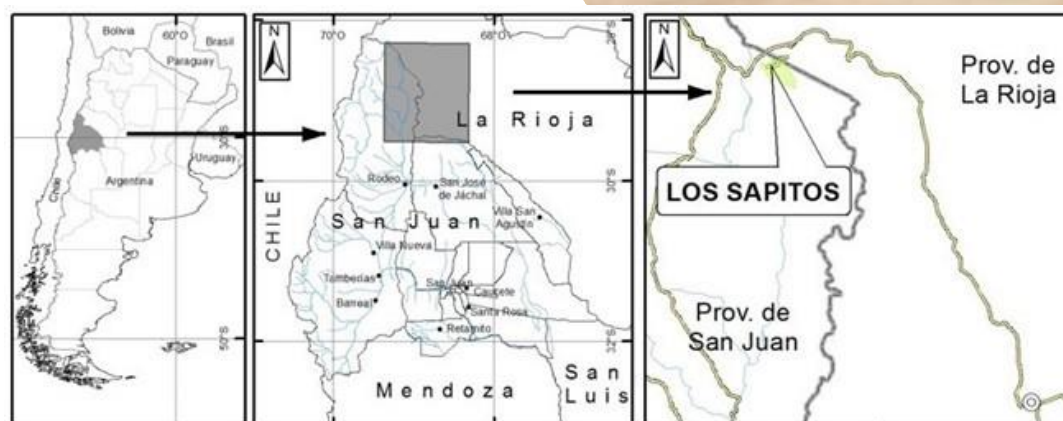 Bolivia
60°O
Brasil
Paraguay
30°S
Uruguay
Argentina
Chile
50°S
N
70°O
68°O
28°S
La Rioja
30°S
Rodeo
San José
de Jáchal
CHILE
San Juan
Villa San
Agustín
Villa Nueva
Tamberías
San Juan
Caucete
Barreal
Santa Rosa
Retamito
32°S
Mendoza
San
Luis
N
Prov. de
La Rioja
LOS SAPITOS
Prov. de
San Juan